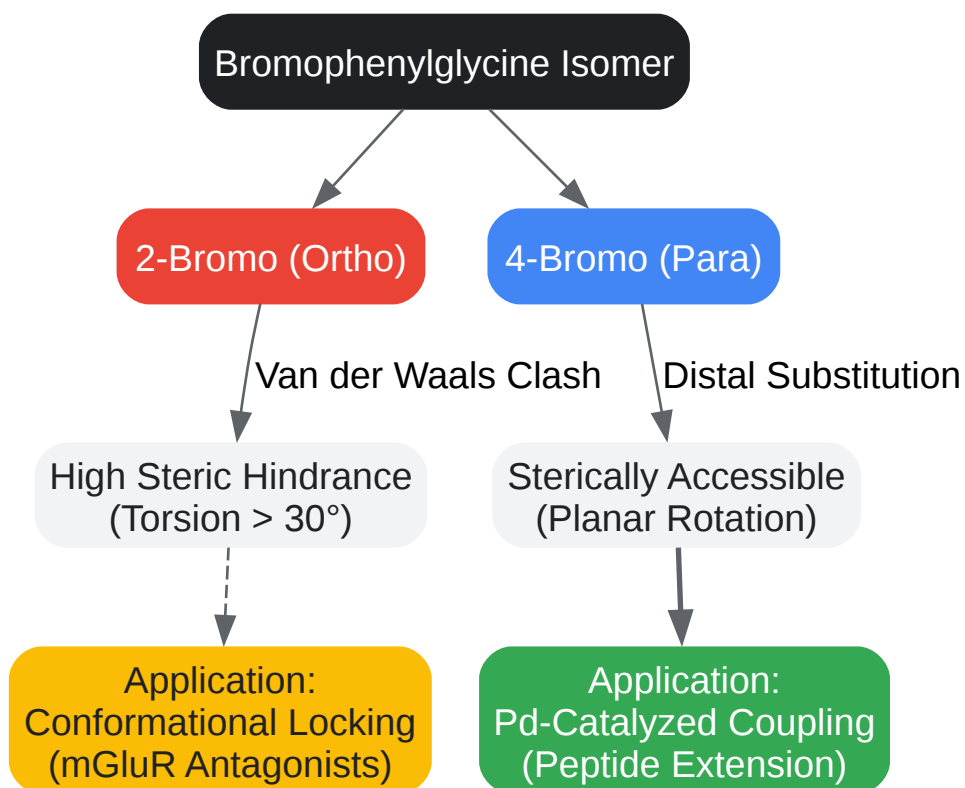 Bromophenylglycine Isomer
2-Bromo (Ortho)
4-Bromo (Para)
Van der Waals Clash
Distal Substitution
High Steric Hindrance
(Torsion > 30°)
Sterically Accessible
(Planar Rotation)
Application:
Conformational Locking
(mGluR Antagonists)
Application:
Pd-Catalyzed Coupling
(Peptide Extension)